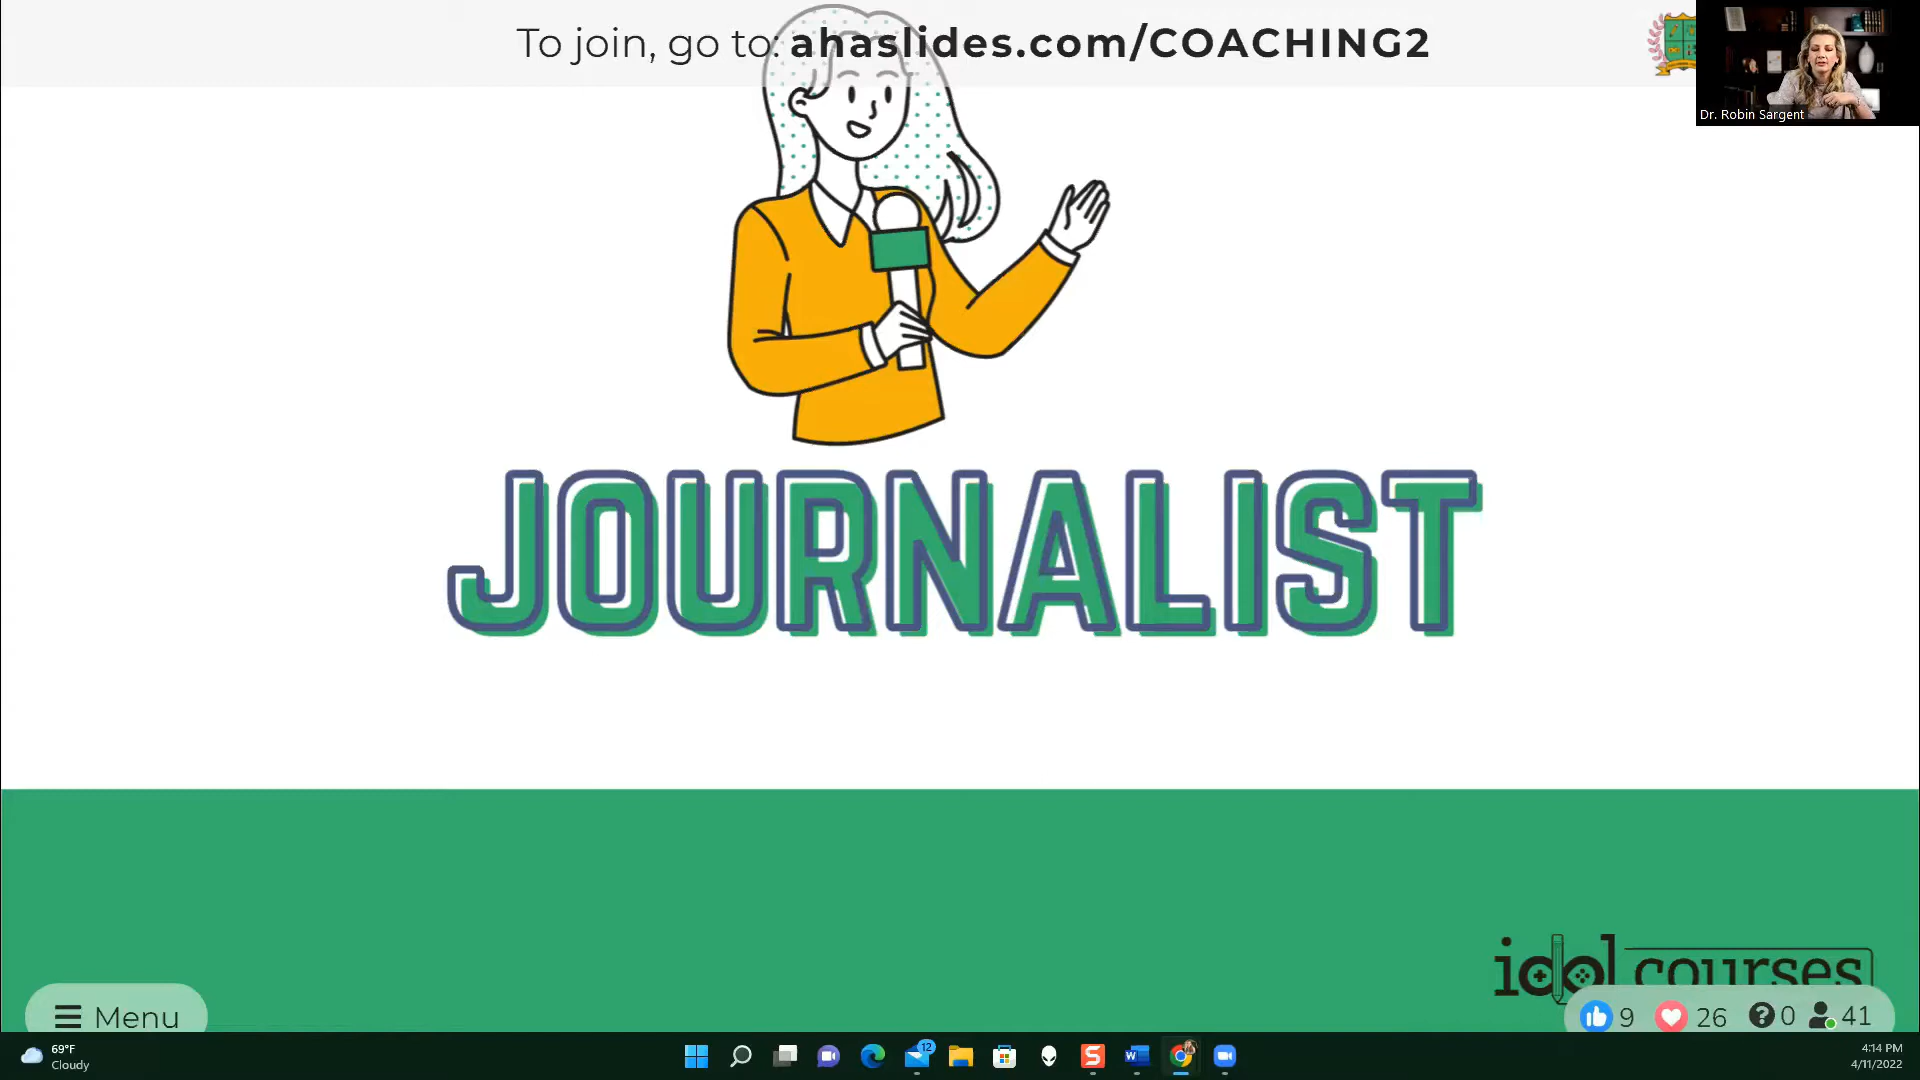 To join, go to: ahaslides.com/COACHING2
Dr. Robin Sargent
JOURNALIST
idol courses
Menu
9 26 0 41
69°F
Cloudy
12
4:14 PM
4/11/2022